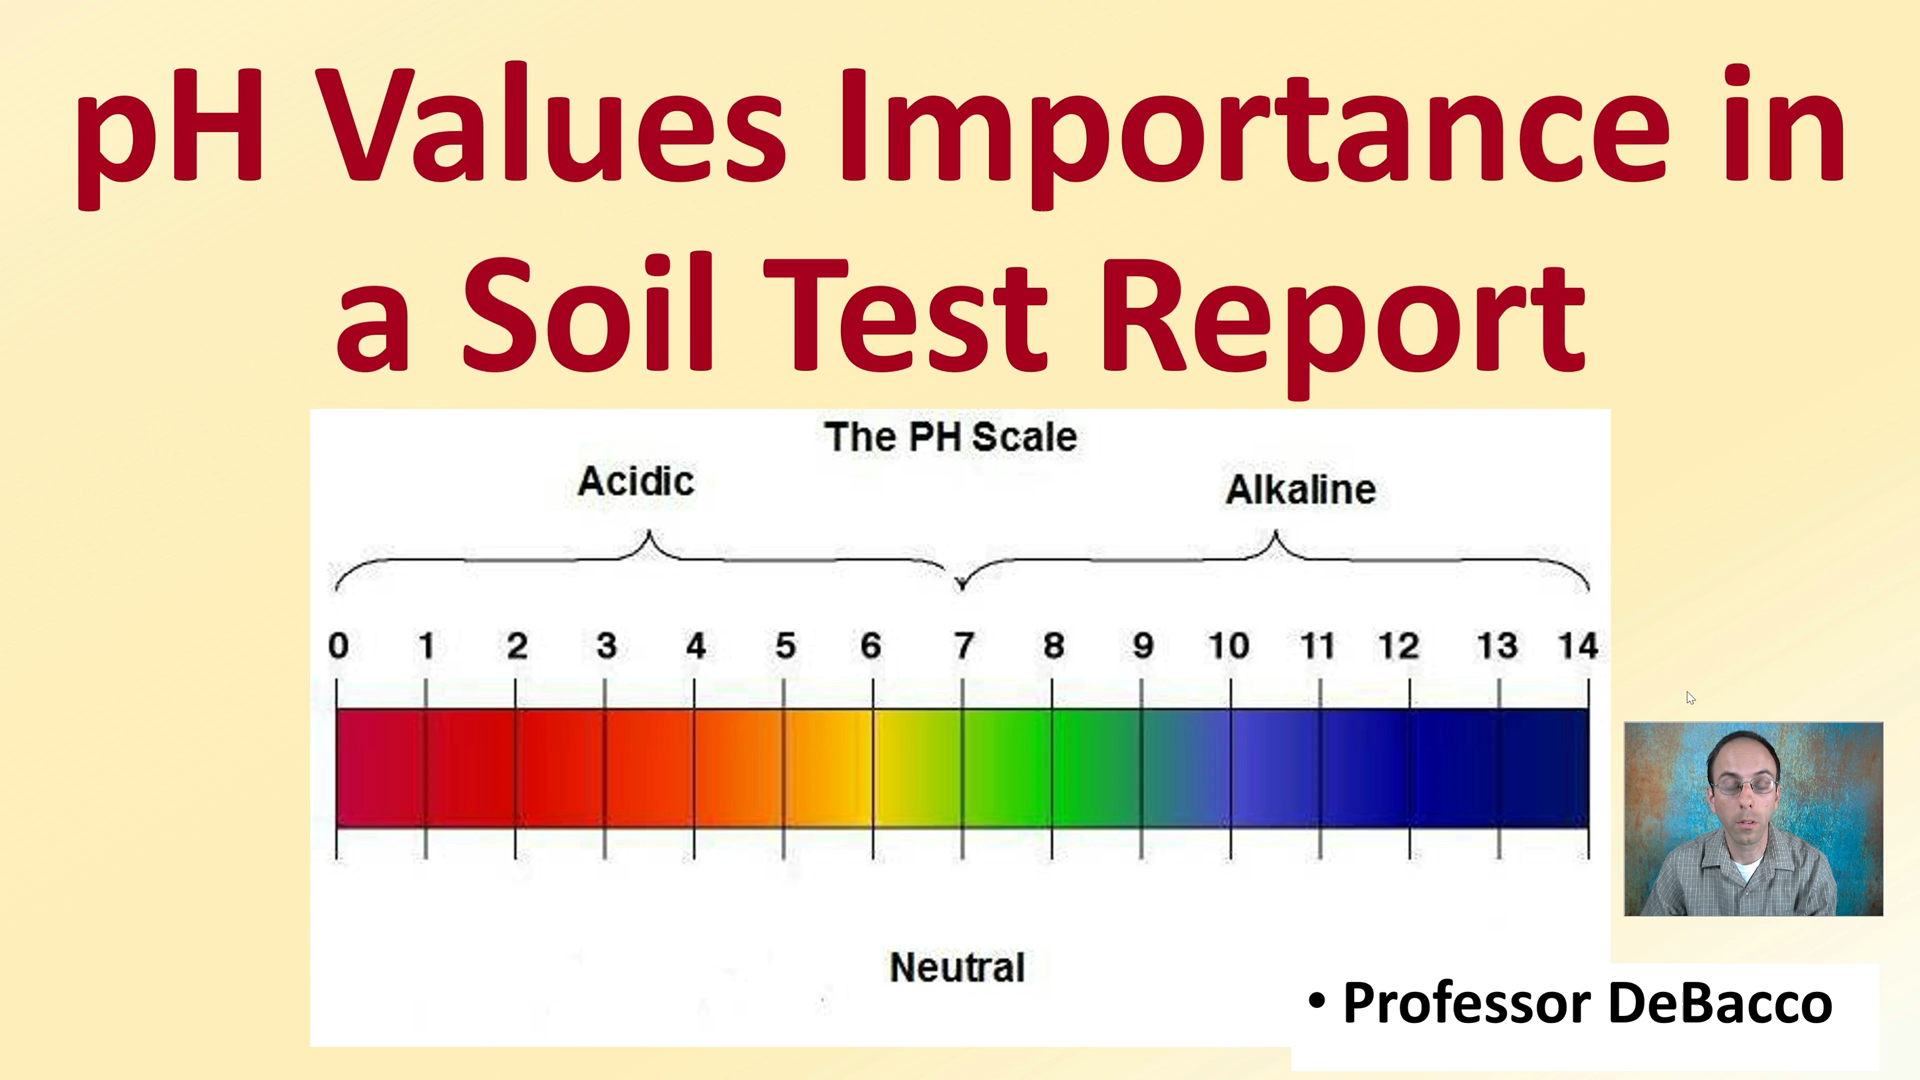 pH Values Importance in
a Soil Test Report
The PH Scale
Acidic
Alkaline
0 1 2 3 4 5 6 7 8 9 10 11 12 13 14
Neutral
• Professor DeBacco